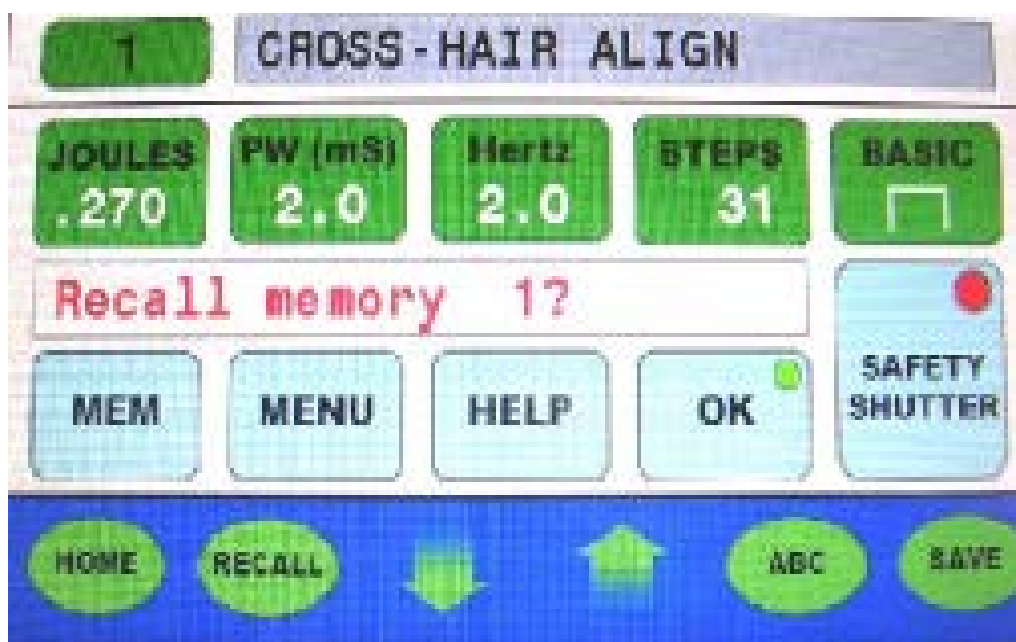 1 CROSS-HAIR ALIGN
JOULES PW (mS) Hertz STEPS BASIC
.270 2.0 2.0 31
Recall memory 1?
SAFETY SHUTTER
MEM MENU HELP OK
HOME RECALL ABC SAVE